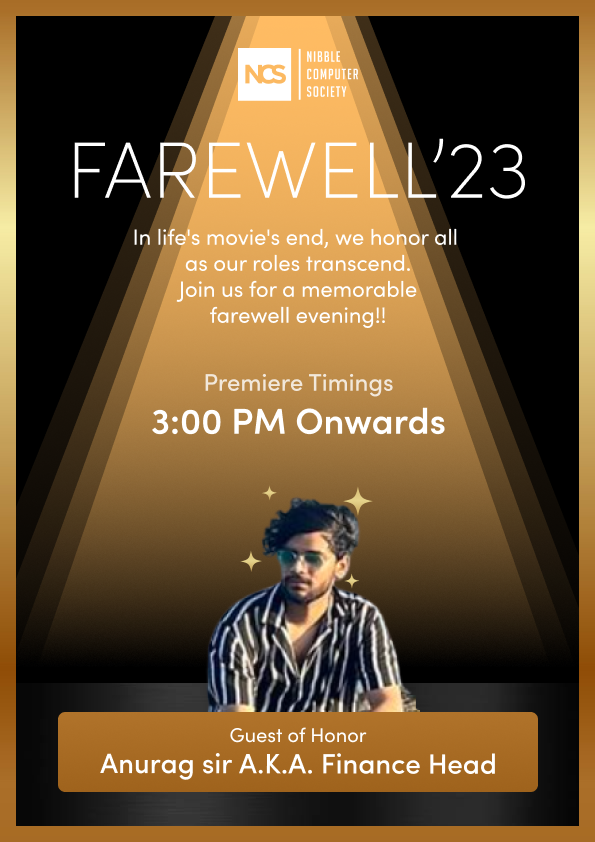 NCS
NIBBLE
COMPUTER
SOCIETY
FAREWELL’23
In life's movie's end, we honor all
as our roles transcend.
Join us for a memorable
farewell evening!!
Premiere Timings
3:00 PM Onwards
Guest of Honor
Anurag sir A.K.A. Finance Head